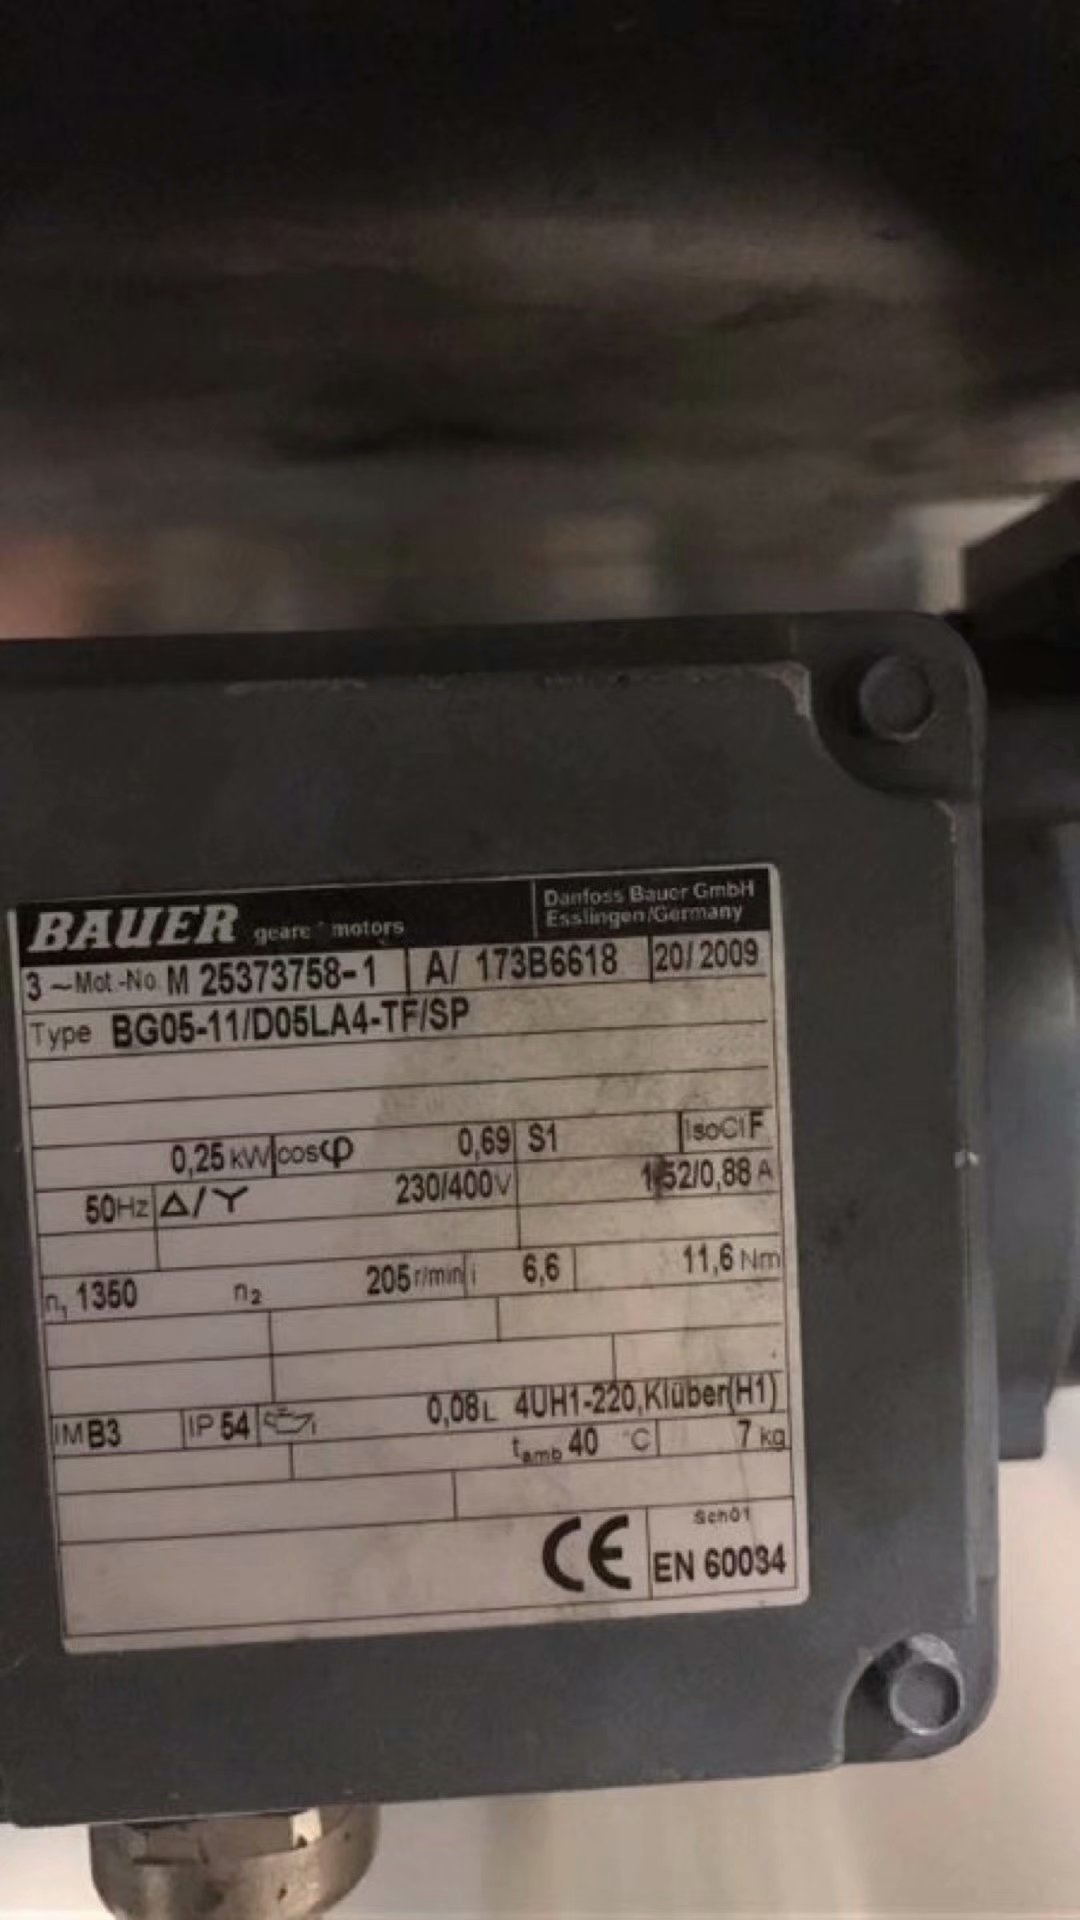 BAUER geared motors
Danfoss Bauer GmbH
Esslingen/Germany
3~Mot.-No. M 25373758-1 A/ 173B6618 20/2009
Type BG05-11/D05LA4-TF/SP
0,25 kW cosφ 0,69 S1 IsoCl F
50Hz Δ/Y 230/400V 1,52/0,88 A
n₁ 1350 n₂ 205 r/min i 6,6 11,6 Nm
IM B3 IP 54 0,08 L 4UH1-220,Klüber(H1)
tamb 40 °C 7 kg
CE
Sch01
EN 60034